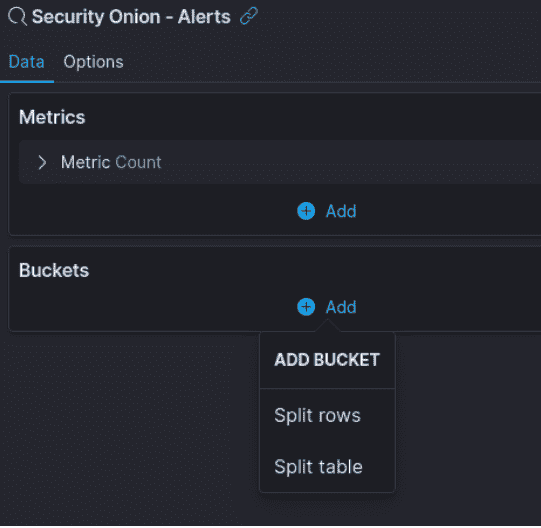 Security Onion - Alerts
Data Options
Metrics
Metric Count
Add
Buckets
Add
ADD BUCKET
Split rows
Split table